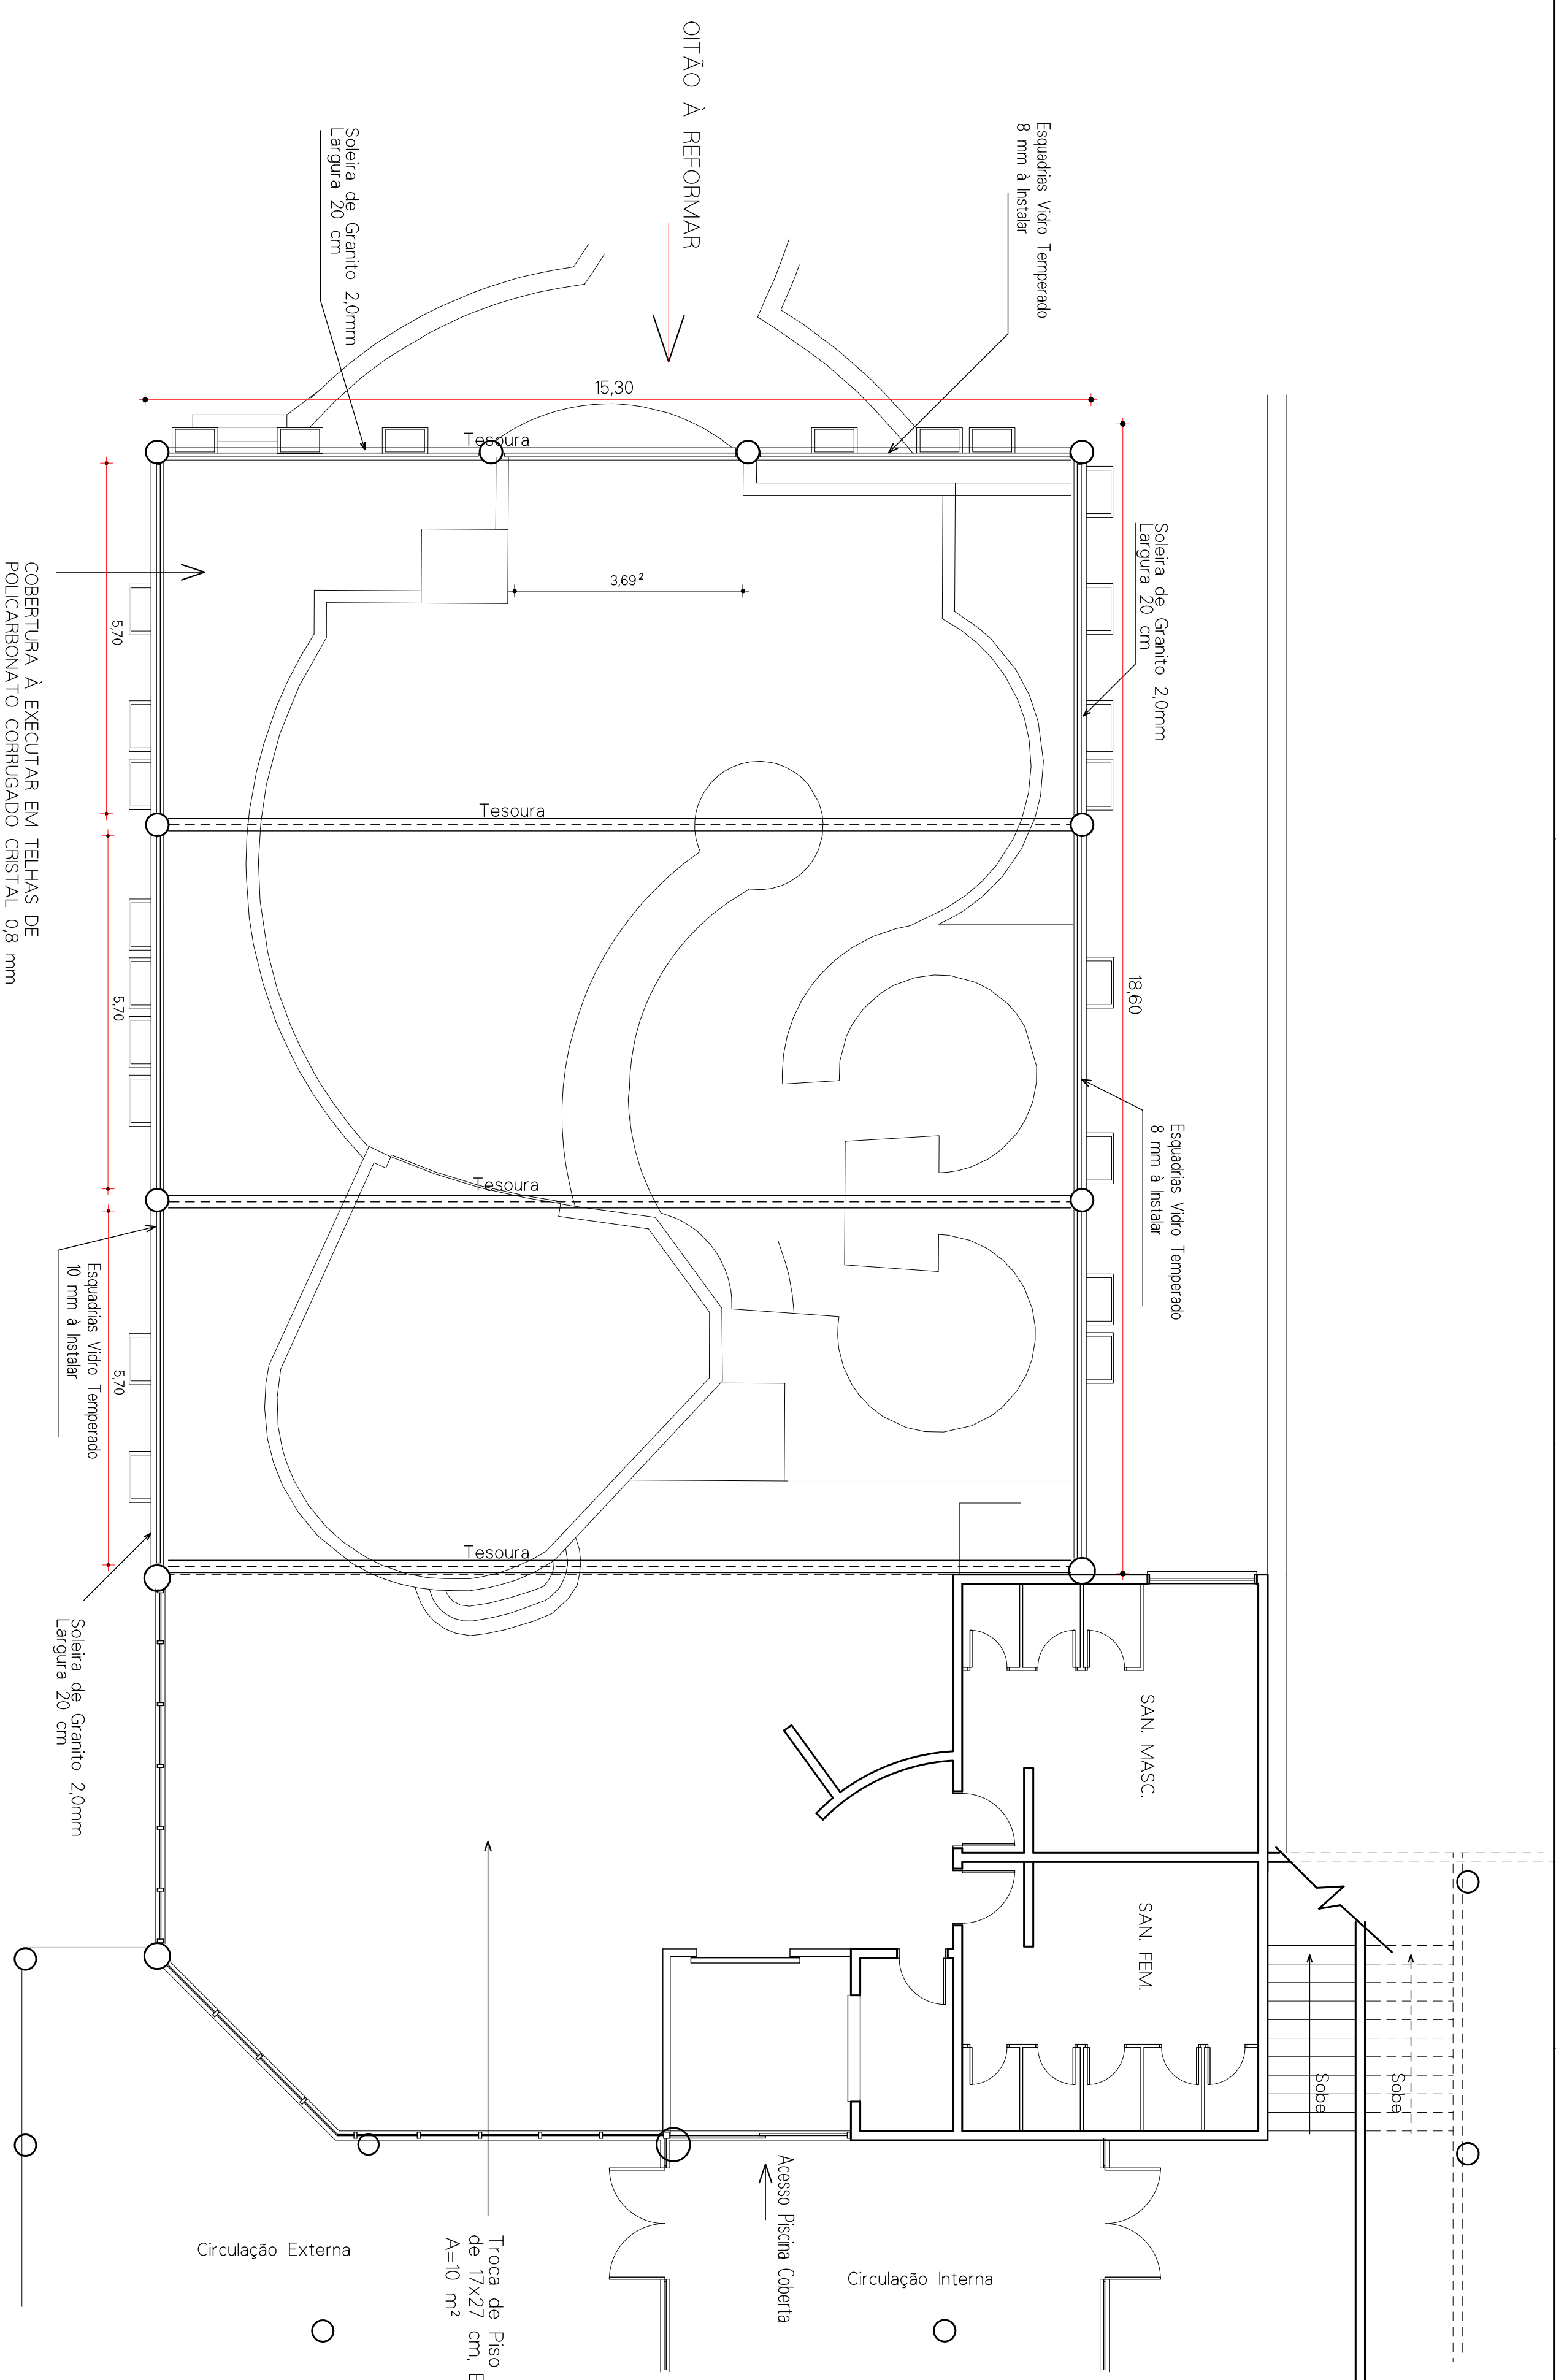 OITÃO À REFORMAR
Esquadrias Vidro Temperado
8 mm à Instalar
Soleira de Granito 2,0mm
Largura 20 cm
15,30
Tesoura
Soleira de Granito 2,0mm
Largura 20 cm
3,69²
5,70
COBERTURA À EXECUTAR EM TELHAS DE
POLICARBONATO CORRUGADO CRISTAL 0,8 mm
Tesoura
18,60
5,70
Esquadrias Vidro Temperado
8 mm à Instalar
Tesoura
Esquadrias Vidro Temperado
10 mm à Instalar
5,70
Tesoura
Soleira de Granito 2,0mm
Largura 20 cm
SAN. MASC.
SAN. FEM.
Sobe
Sobe
Acesso Piscina Coberta
Circulação Externa
Circulação Interna
Troca de Piso
de 17x27 cm,
A=10 m²